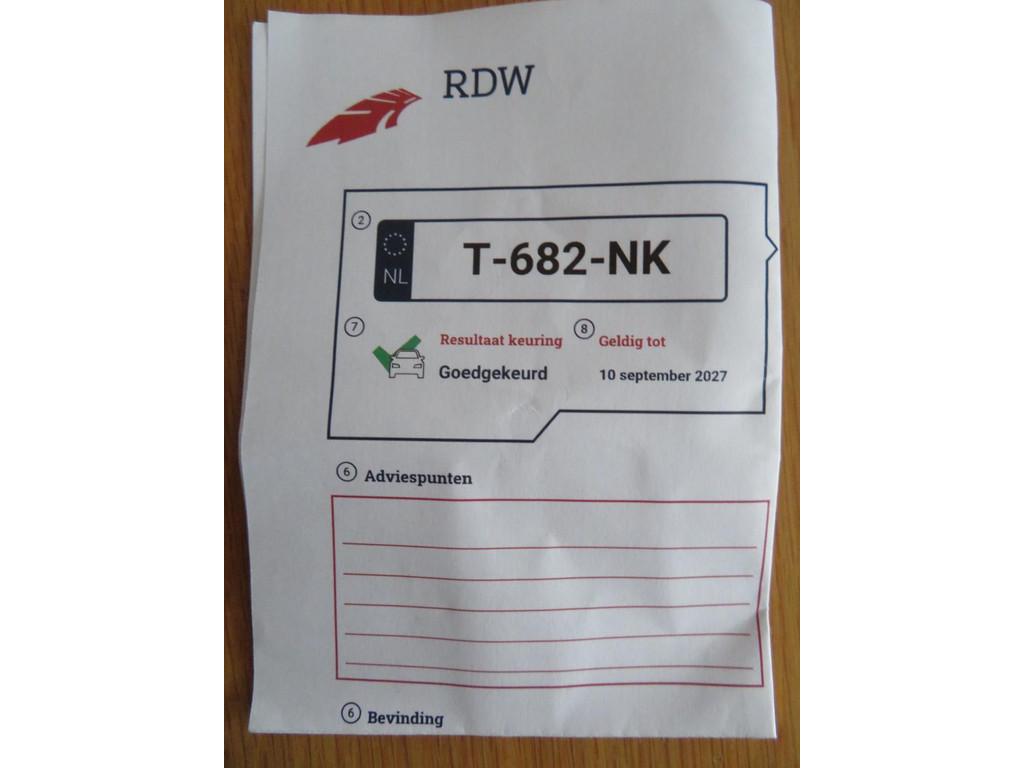 RDW
2
NL T-682-NK
7 Resultaat keuring 8 Geldig tot
Goedgekeurd 10 september 2027
6 Adviespunten
6 Bevinding